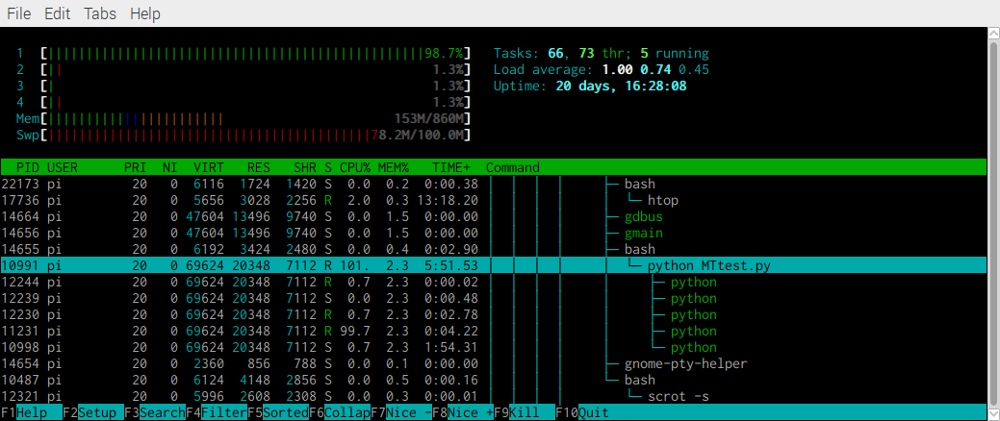 File Edit Tabs Help
1 [||||||||||||||||||||||||||||||||||||||||||||||||98.7%] Tasks: 66, 73 thr; 5 running
2 [|| 1.3%] Load average: 1.00 0.74 0.45
3 [| 1.3%] Uptime: 20 days, 16:28:08
4 [|| 1.3%]
Mem[||||||||||||||||||||||| 153M/860M]
Swp[||||||||||||||||||||||||||||||||||||||||||78.2M/100.0M]
PID USER PRI NI VIRT RES SHR S CPU% MEM% TIME+ Command
22173 pi 20 0 6116 1724 1420 S 0.0 0.2 0:00.38 │ │ │ │ │ ├─ bash
17736 pi 20 0 5656 3028 2256 R 2.0 0.3 13:18.20 │ │ │ │ │ │ └─ htop
14664 pi 20 0 47604 13496 9740 S 0.0 1.5 0:00.00 │ │ │ │ ├─ gdbus
14656 pi 20 0 47604 13496 9740 S 0.0 1.5 0:00.00 │ │ │ │ ├─ gmain
14655 pi 20 0 6192 3424 2480 S 0.0 0.4 0:02.90 │ │ │ │ ├─ bash
10991 pi 20 0 69624 20348 7112 R 101. 2.3 5:51.53 │ │ │ │ │ └─ python MTtest.py
12244 pi 20 0 69624 20348 7112 R 0.7 2.3 0:00.02 │ │ │ │ │ ├─ python
12239 pi 20 0 69624 20348 7112 S 0.0 2.3 0:00.48 │ │ │ │ │ ├─ python
12230 pi 20 0 69624 20348 7112 R 0.7 2.3 0:02.78 │ │ │ │ │ ├─ python
11231 pi 20 0 69624 20348 7112 R 99.7 2.3 0:04.22 │ │ │ │ │ ├─ python
10998 pi 20 0 69624 20348 7112 S 0.7 2.3 1:54.31 │ │ │ │ │ └─ python
14654 pi 20 0 2360 856 788 S 0.0 0.1 0:00.00 │ │ │ │ ├─ gnome-pty-helper
10487 pi 20 0 6124 4148 2856 S 0.0 0.5 0:00.16 │ │ │ │ └─ bash
12321 pi 20 0 5996 2608 2308 S 0.0 0.3 0:00.01 │ │ │ │ └─ scrot -s
F1Help F2Setup F3SearchF4FilterF5SortedF6CollapF7Nice -F8Nice +F9Kill F10Quit